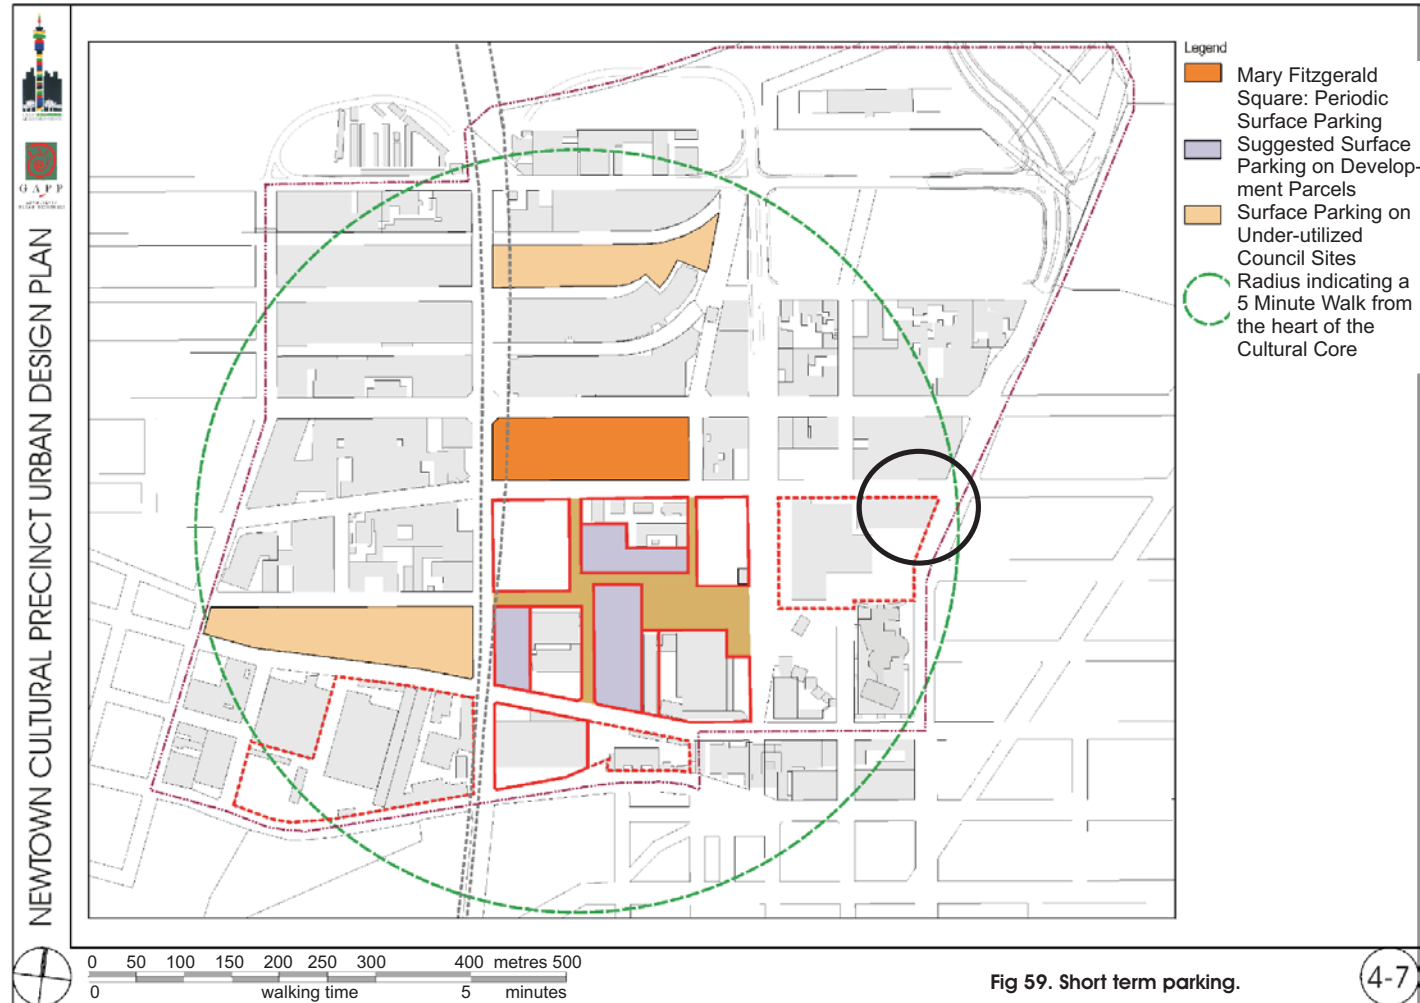 NEWTOWN CULTURAL PRECINCT URBAN DESIGN PLAN
GAPP
Legend
Mary Fitzgerald
Square: Periodic
Surface Parking
Suggested Surface
Parking on Develop-
ment Parcels
Surface Parking on
Under-utilized
Council Sites
Radius indicating a
5 Minute Walk from
the heart of the
Cultural Core
0 50 100 150 200 250 300 400 metres 500
0 walking time 5 minutes
Fig 59. Short term parking.
4-7